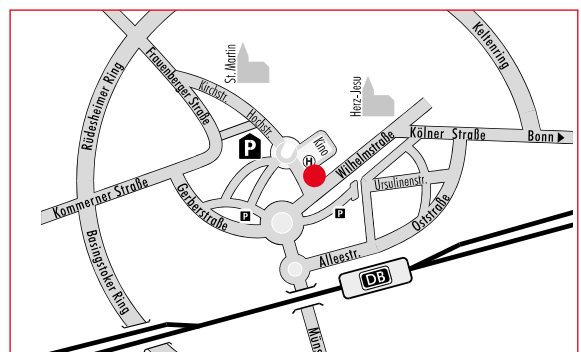 Keltenring
St. Martin
Frauenberger Straße
Rüdesheimer Ring
Kirchstr.
Hochstr.
Herz-Jesu
P
Kino
H
Wilhelmstraße
Kölner Straße
Bonn
Kommerner Straße
Gerberstraße
Ursulinenstr.
P
P
Oststraße
Basingstoker Ring
Alleestr.
DB
Müns